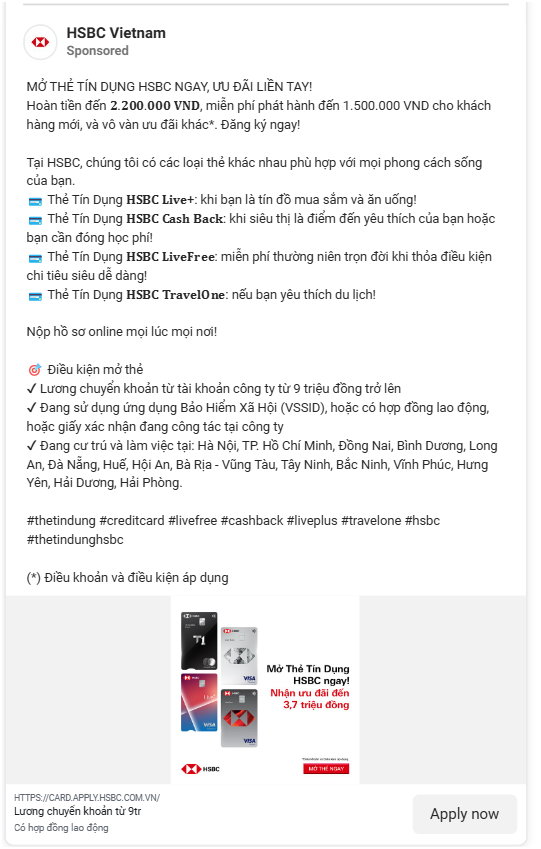 HSBC Vietnam
Sponsored
MỞ THẺ TÍN DỤNG HSBC NGAY, ƯU ĐÃI LIỀN TAY!
Hoàn tiền đến 2.200.000 VND, miễn phí phát hành đến 1.500.000 VND cho khách
hàng mới, và vô vàn ưu đãi khác*. Đăng ký ngay!
Tại HSBC, chúng tôi có các loại thẻ khác nhau phù hợp với mọi phong cách sống
của bạn.
💳 Thẻ Tín Dụng HSBC Live+: khi bạn là tín đồ mua sắm và ăn uống!
💳 Thẻ Tín Dụng HSBC Cash Back: khi siêu thị là điểm đến yêu thích của bạn hoặc
bạn cần đóng học phí!
💳 Thẻ Tín Dụng HSBC LiveFree: miễn phí thường niên trọn đời khi thỏa điều kiện
chi tiêu siêu dễ dàng!
💳 Thẻ Tín Dụng HSBC TravelOne: nếu bạn yêu thích du lịch!
Nộp hồ sơ online mọi lúc mọi nơi!
🎯 Điều kiện mở thẻ
✓ Lương chuyển khoản từ tài khoản công ty từ 9 triệu đồng trở lên
✓ Đang sử dụng ứng dụng Bảo Hiểm Xã Hội (VSSID), hoặc có hợp đồng lao động,
hoặc giấy xác nhận đang công tác tại công ty
✓ Đang cư trú và làm việc tại: Hà Nội, TP. Hồ Chí Minh, Đồng Nai, Bình Dương, Long
An, Đà Nẵng, Huế, Hội An, Bà Rịa - Vũng Tàu, Tây Ninh, Bắc Ninh, Vĩnh Phúc, Hưng
Yên, Hải Dương, Hải Phòng.
#thetindung #creditcard #livefree #cashback #liveplus #travelone #hsbc
#thetindunghsbc
(*) Điều khoản và điều kiện áp dụng
HSBC
T1
HSBC
VISA
HSBC
VISA
HSBC
VISA
Mở Thẻ Tín Dụng
HSBC ngay!
Nhận ưu đãi đến
3,7 triệu đồng
HSBC
MỞ THẺ NGAY
HTTPS://CARD.APPLY.HSBC.COM.VN/
Lương chuyển khoản từ 9tr
Có hợp đồng lao động
Apply now